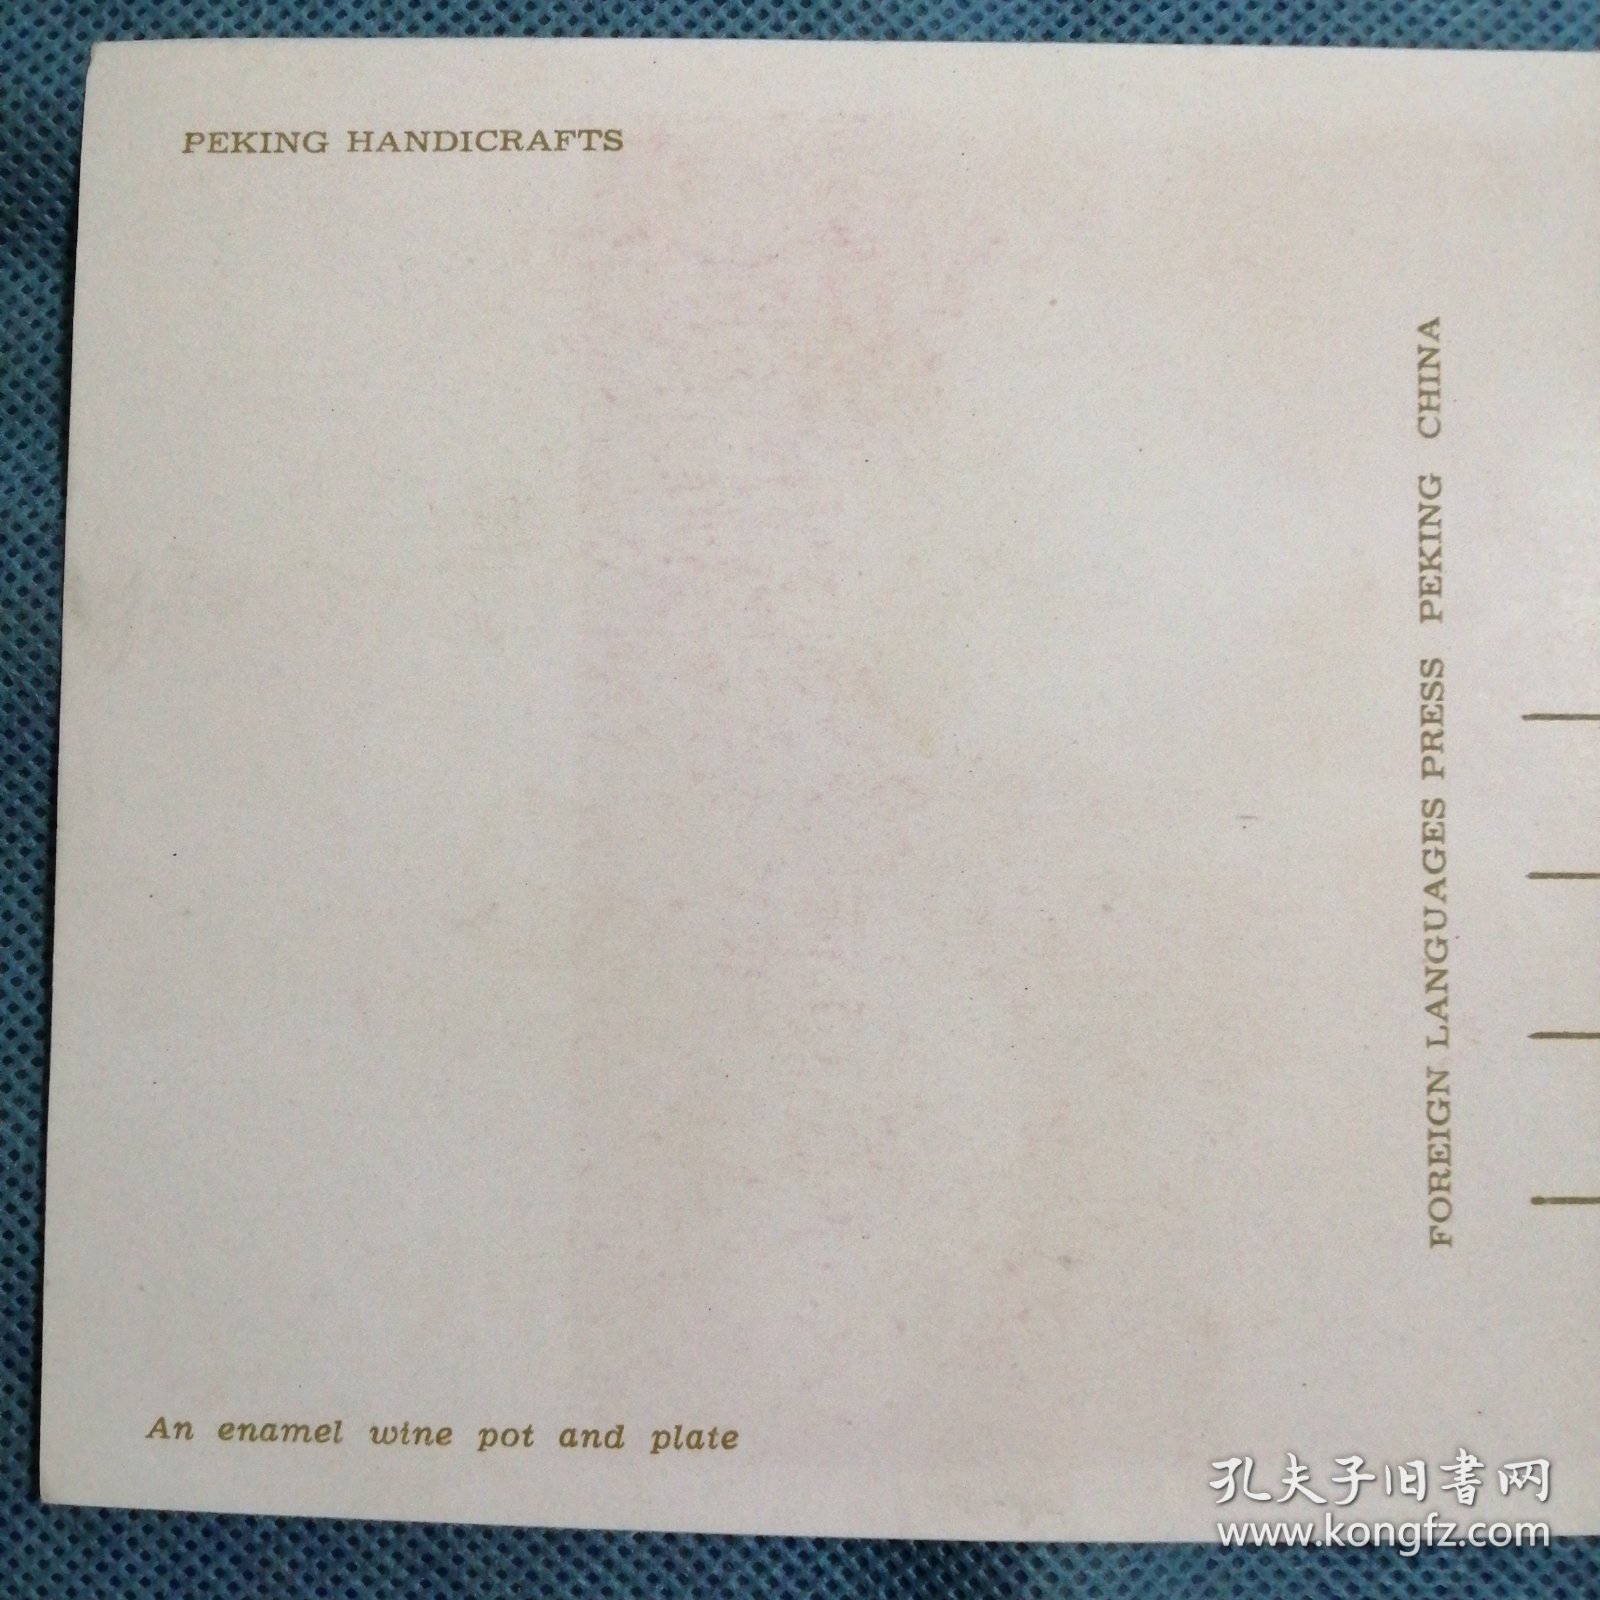 PEKING HANDICRAFTS
FOREIGN LANGUAGES PRESS PEKING CHINA
An enamel wine pot and plate
孔夫子旧书网
www.kongfz.com